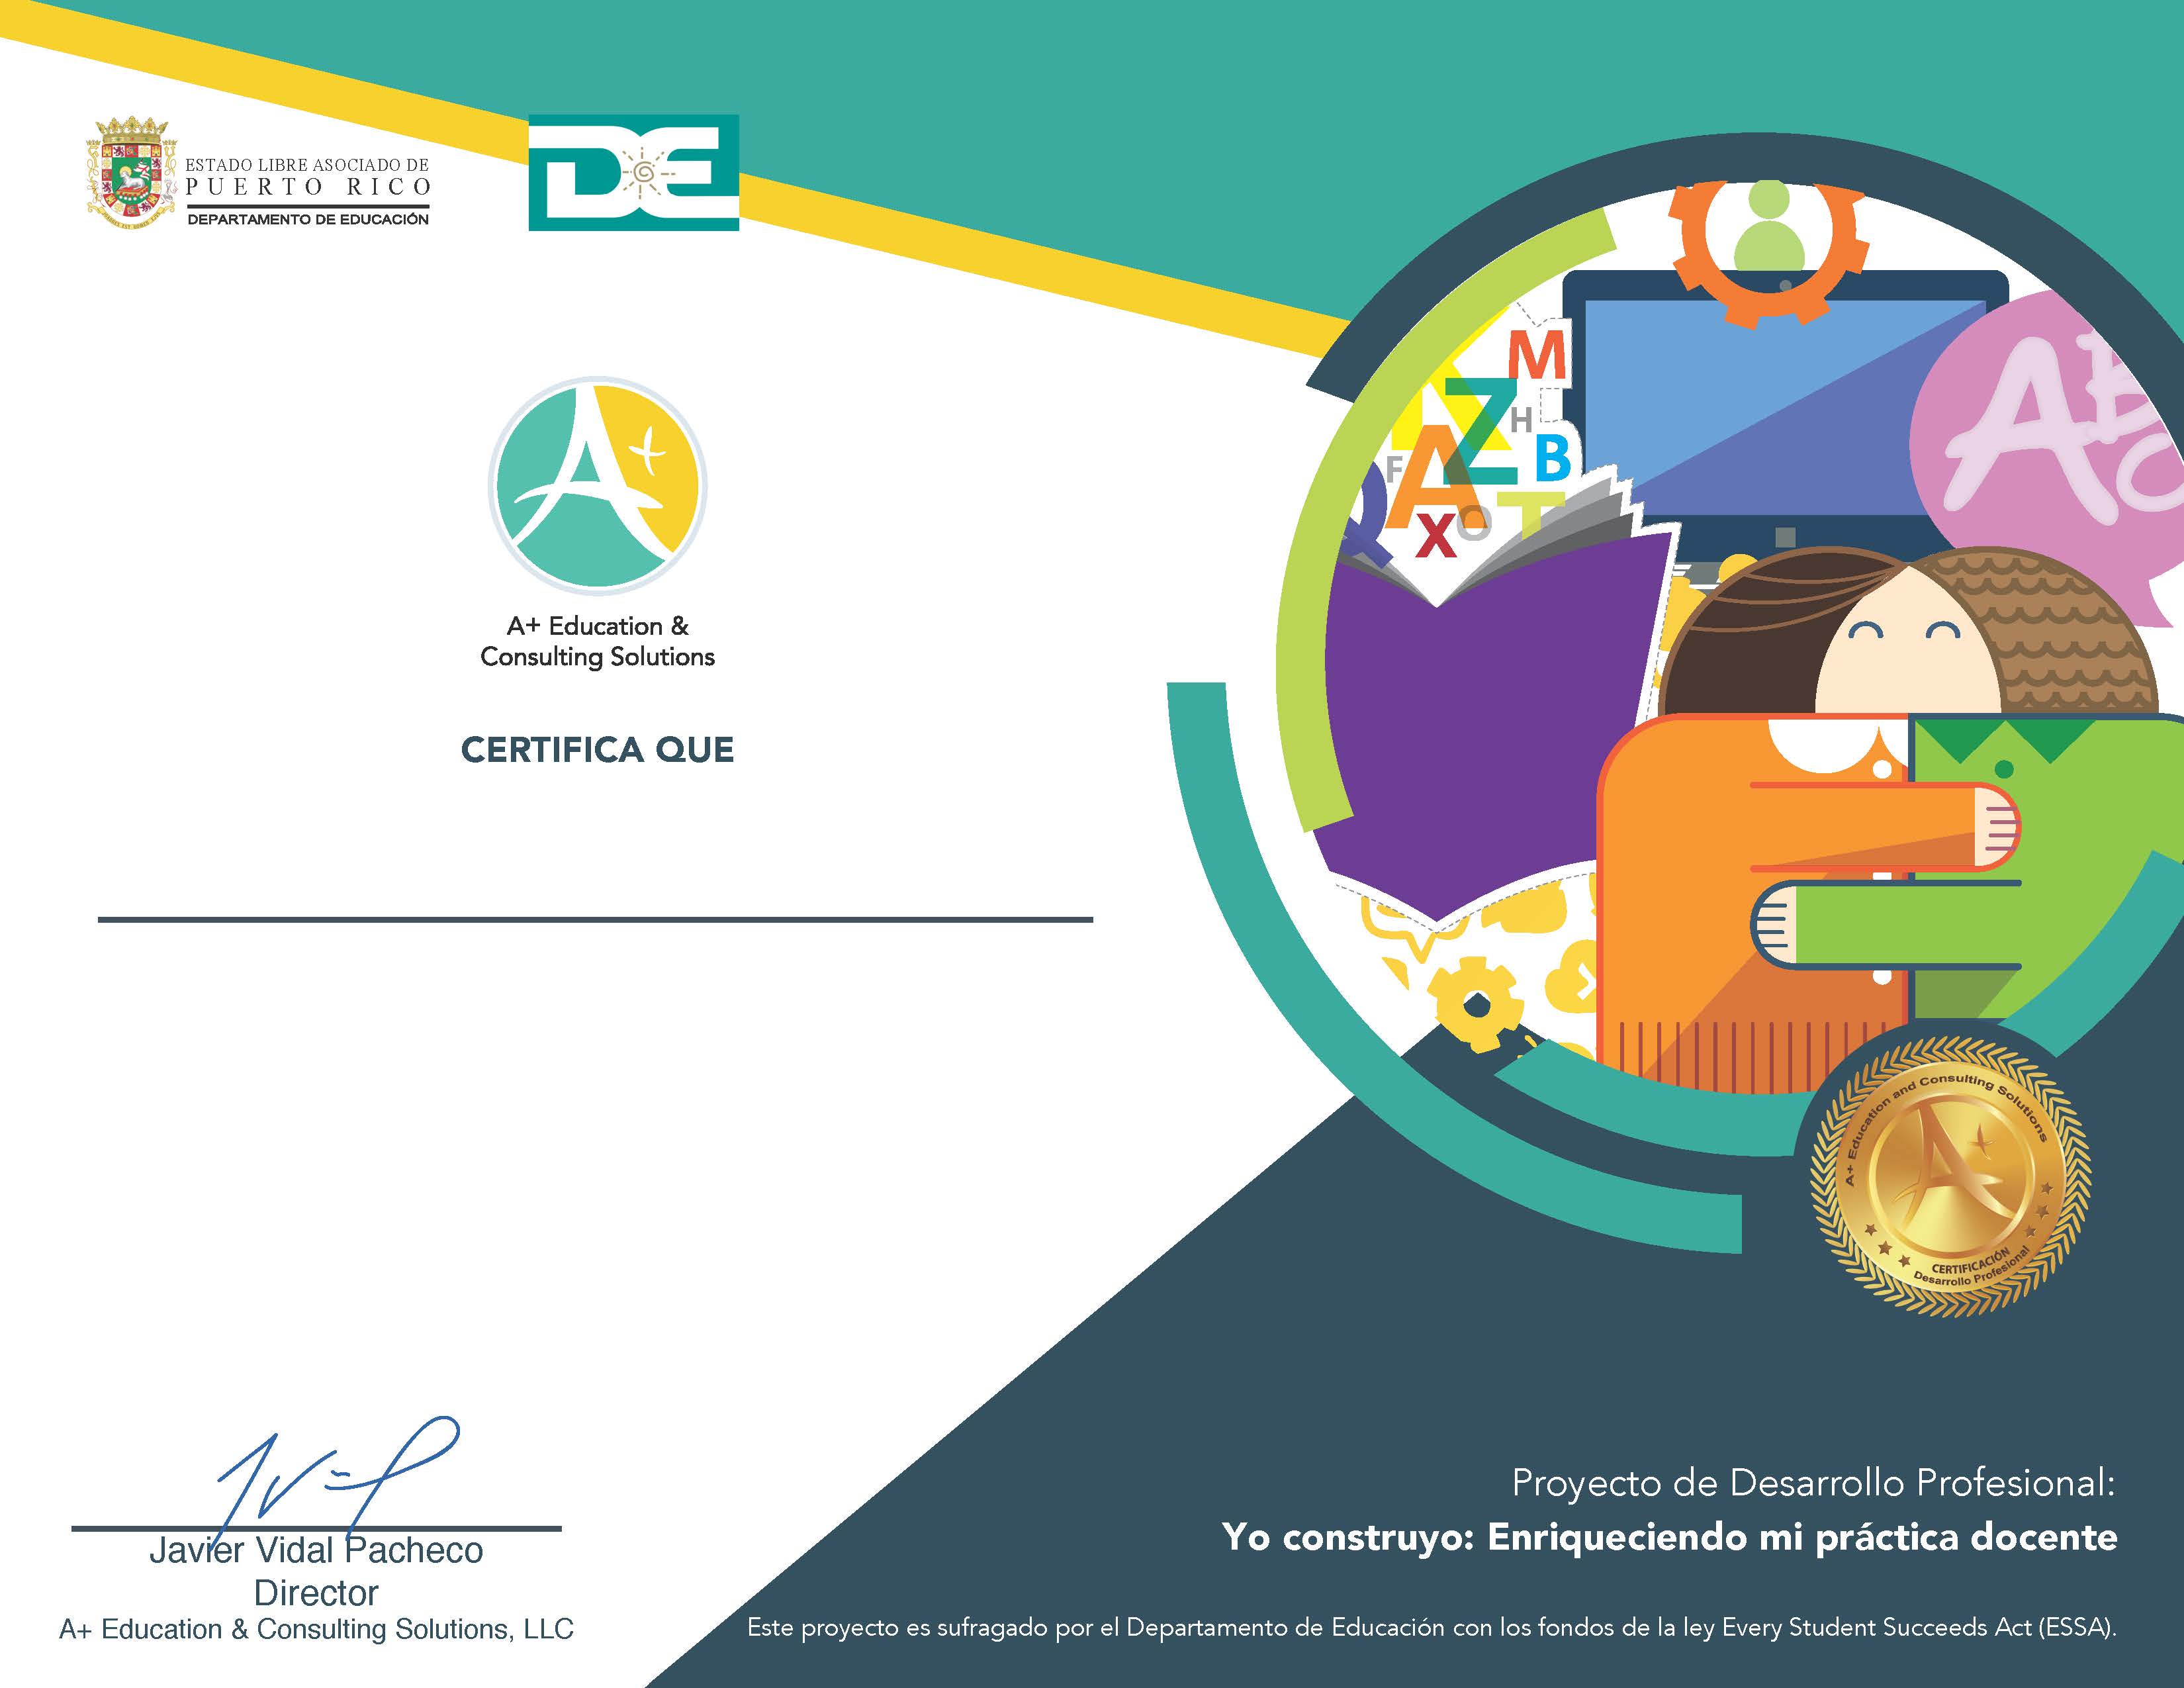 ESTADO LIBRE ASOCIADO DE
PUERTO RICO
DEPARTAMENTO DE EDUCACIÓN
DE
A+
A+ Education &
Consulting Solutions
CERTIFICA QUE
M
Z
H
B
F
A
T
X
O
Q
ABC
A+ Education and Consulting Solutions
A+
CERTIFICACIÓN
Desarrollo Profesional
Javier Vidal Pacheco
Director
A+ Education & Consulting Solutions, LLC
Proyecto de Desarrollo Profesional:
Yo construyo: Enriqueciendo mi práctica docente
Este proyecto es sufragado por el Departamento de Educación con los fondos de la ley Every Student Succeeds Act (ESSA).